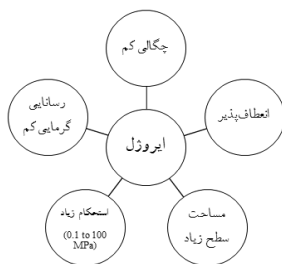 چگالی کم
رسانایی
گرمایی کم
انعطاف‌پذیر
ایروژل
استحکام زیاد
(0.1 to 100
MPa)
مساحت
سطح زیاد